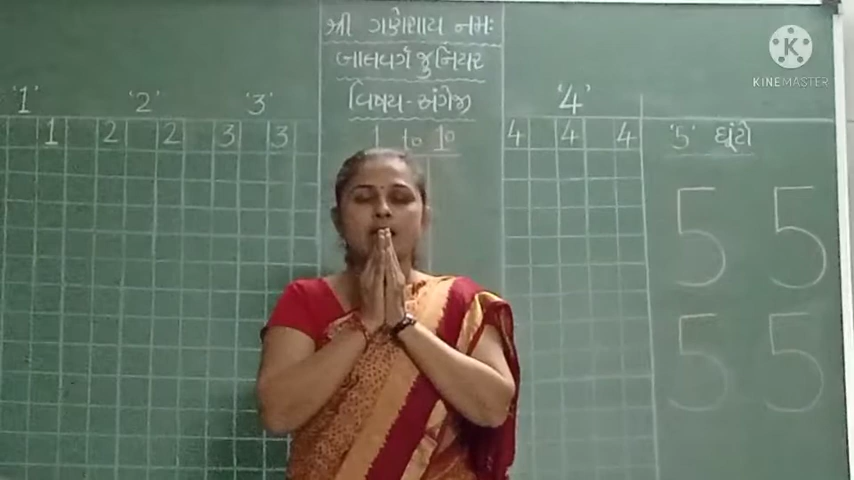 શ્રી ગણેશાય નમઃ
બાલવર્ગ જુનિયર
વિષય - અંગ્રેજી
1 to 10
'1' '2' '3' '4'
1 2 2 3 3 4 4 4 '5' ઘૂંટો
5 5
5 5
K
KINEMASTER